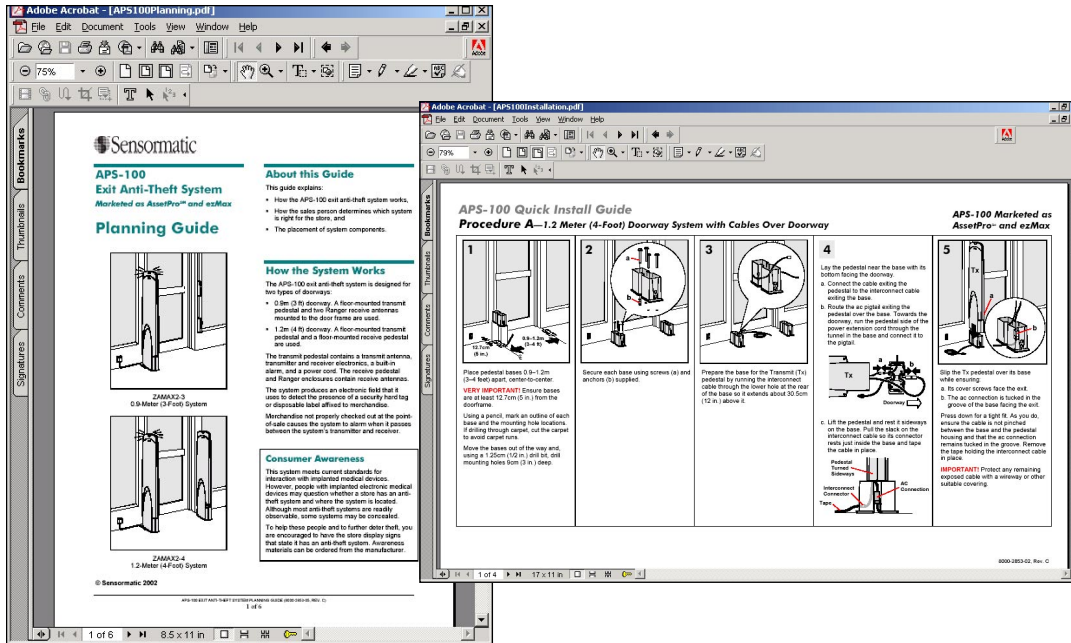 Adobe Acrobat - [APS100Planning.pdf]
File Edit Document Tools View Window Help
75%
Adobe
Bookmarks
Thumbnails
Comments
Signatures
Sensormatic
APS-100
Exit Anti-Theft System
Marketed as AssetPro℠ and ezMax
Planning Guide
ZAMAX2-3
0.9-Meter (3-Foot) System
ZAMAX2-4
1.2-Meter (4-Foot) System
© Sensormatic 2002
About this Guide
This guide explains:
• How the APS-100 exit anti-theft system works,
• How the sales person determines which system
is right for the store, and
• The placement of system components.
How the System Works
The APS-100 exit anti-theft system is designed for
two types of doorways:
• 0.9m (3 ft) doorway. A floor-mounted transmit
pedestal and two Ranger receive antennas
mounted to the door frame are used.
• 1.2m (4 ft) doorway. A floor-mounted transmit
pedestal and a floor-mounted receive pedestal
are used.
The transmit pedestal contains a transmit antenna,
transmitter and receiver electronics, a built-in
alarm, and a power cord. The receive pedestal
and Ranger enclosures contain receive antennas.
The system produces an electronic field that it
uses to detect the presence of a security hard tag
or disposable label affixed to merchandise.
Merchandise not properly checked out at the point-
of-sale causes the system to alarm when it passes
between the system's transmitter and receiver.
Consumer Awareness
This system meets current standards for
interaction with implanted medical devices.
However, people with implanted electronic medical
devices may question whether a store has an anti-
theft system and where the system is located.
Although most anti-theft systems are readily
observable, some systems may be concealed.
To help these people and to further deter theft, you
are encouraged to have the store display signs
that state it has an anti-theft system. Awareness
materials can be ordered from the manufacturer.
APS-100 EXIT ANTI-THEFT SYSTEM PLANNING GUIDE (8000-2853-05, REV. C)
1 of 6
1 of 6 8.5 x 11 in
Adobe Acrobat - [APS100Installation.pdf]
File Edit Document Tools View Window Help
79%
Adobe
Bookmarks
Thumbnails
Comments
Signatures
APS-100 Quick Install Guide
Procedure A—1.2 Meter (4-Foot) Doorway System with Cables Over Doorway
APS-100 Marketed as
AssetPro℠ and ezMax
1
12.7cm
(5 in.)
0.9–1.2m
(3–4 ft)
Place pedestal bases 0.9–1.2m
(3–4 feet) apart, center-to-center.
VERY IMPORTANT! Ensure bases
are at least 12.7cm (5 in.) from the
doorframe.
Using a pencil, mark an outline of each
base and the mounting hole locations.
If drilling through carpet, cut the carpet
to avoid carpet runs.
Move the bases out of the way and,
using a 1.25cm (1/2 in.) drill bit, drill
mounting holes 9cm (3 in.) deep.
2
a
b
Secure each base using screws (a) and
anchors (b) supplied.
3
Prepare the base for the Transmit (Tx)
pedestal by running the interconnect
cable through the lower hole at the rear
of the base so it extends about 30.5cm
(12 in.) above it.
4
Lay the pedestal near the base with its
bottom facing the doorway.
a. Connect the cable exiting the
pedestal to the interconnect cable
exiting the base.
b. Route the ac pigtail exiting the
pedestal over the base. Towards the
doorway, run the pedestal side of the
power extension cord through the
tunnel in the base and connect it to
the pigtail.
Tx
a
b
Doorway
c. Lift the pedestal and rest it sideways
on the base. Pull the slack on the
interconnect cable so its connector
rests just inside the base and tape
the cable in place.
Pedestal
Turned
Sideways
Interconnect
Connector
AC
Connection
Tape
5
Tx
a
b
Slip the Tx pedestal over its base
while ensuring:
a. its cover screws face the exit.
b. The ac connection is tucked in the
groove of the base facing the exit.
Press down for a tight fit. As you do,
ensure the cable is not pinched
between the base and the pedestal
housing and that the ac connection
remains tucked in the groove. Remove
the tape holding the interconnect cable
in place.
IMPORTANT! Protect any remaining
exposed cable with a wireway or other
suitable covering.
8000-2853-02, Rev. C
1 of 4 17 x 11 in